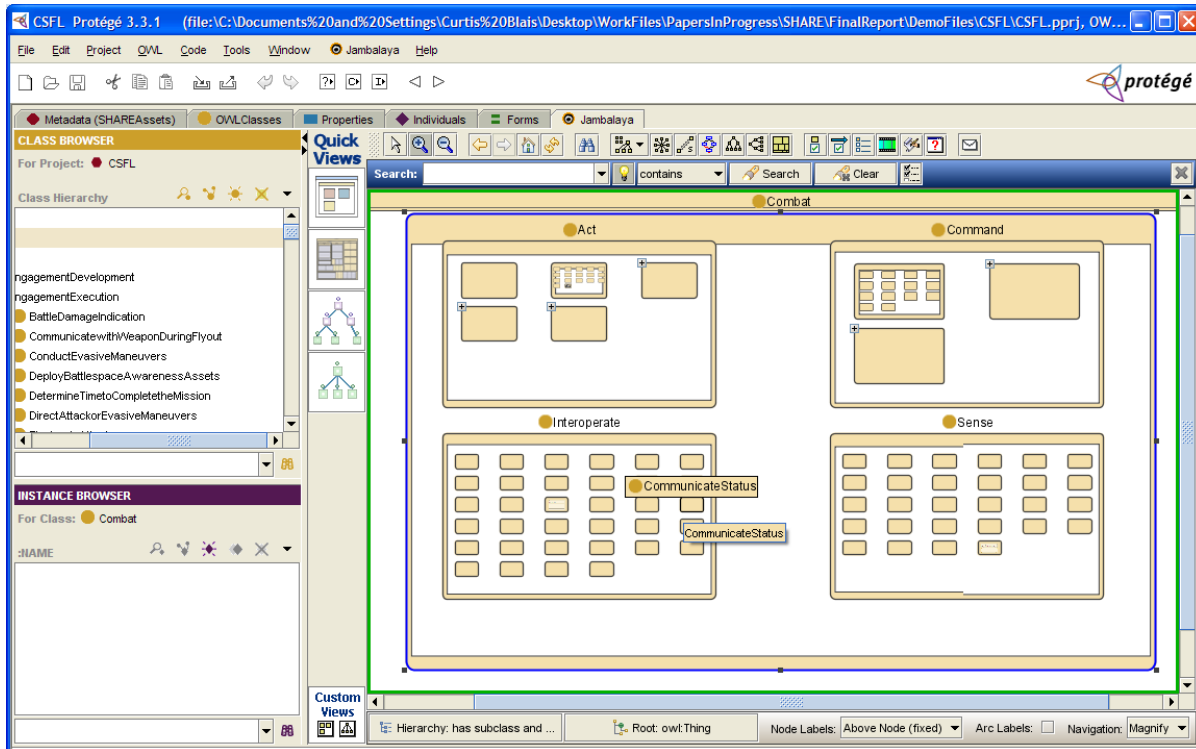 CSFL Protégé 3.3.1 (file:\C:\Documents%20and%20Settings\Curtis%20Blais\Desktop\WorkFiles\PapersInProgress\SHARE\FinalReport\DemoFiles\CSFL\CSFL.pprj, OW...
File Edit Project OWL Code Tools Window Jambalaya Help
protégé
Metadata (SHAREAssets) OWLClasses Properties Individuals Forms Jambalaya
CLASS BROWSER
For Project: CSFL
Class Hierarchy
ngagementDevelopment
ngagementExecution
BattleDamageIndication
CommunicatewithWeaponDuringFlyout
ConductEvasiveManeuvers
DeployBattlespaceAwarenessAssets
DetermineTimetoCompletetheMission
DirectAttackorEvasiveManeuvers
INSTANCE BROWSER
For Class: Combat
:NAME
Quick
Views
Custom
Views
Search: contains Search Clear
Combat
Act Command
Interoperate Sense
CommunicateStatus
CommunicateStatus
Hierarchy: has subclass and ... Root: owl:Thing Node Labels: Above Node (fixed) Arc Labels: Navigation: Magnify